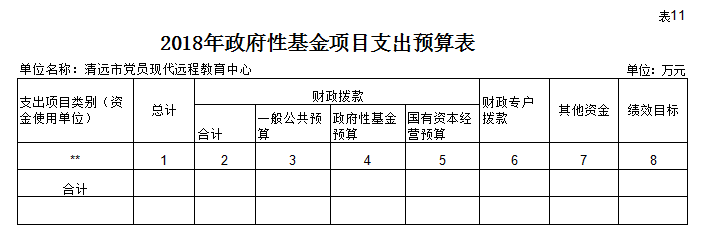 表11
2018年政府性基金项目支出预算表
单位名称：清远市党员现代远程教育中心 单位：万元
支出项目类别（资金使用单位） 总计 财政拨款 财政专户拨款 其他资金 绩效目标
合计 一般公共预算 政府性基金预算 国有资本经营预算
** 1 2 3 4 5 6 7 8
合计